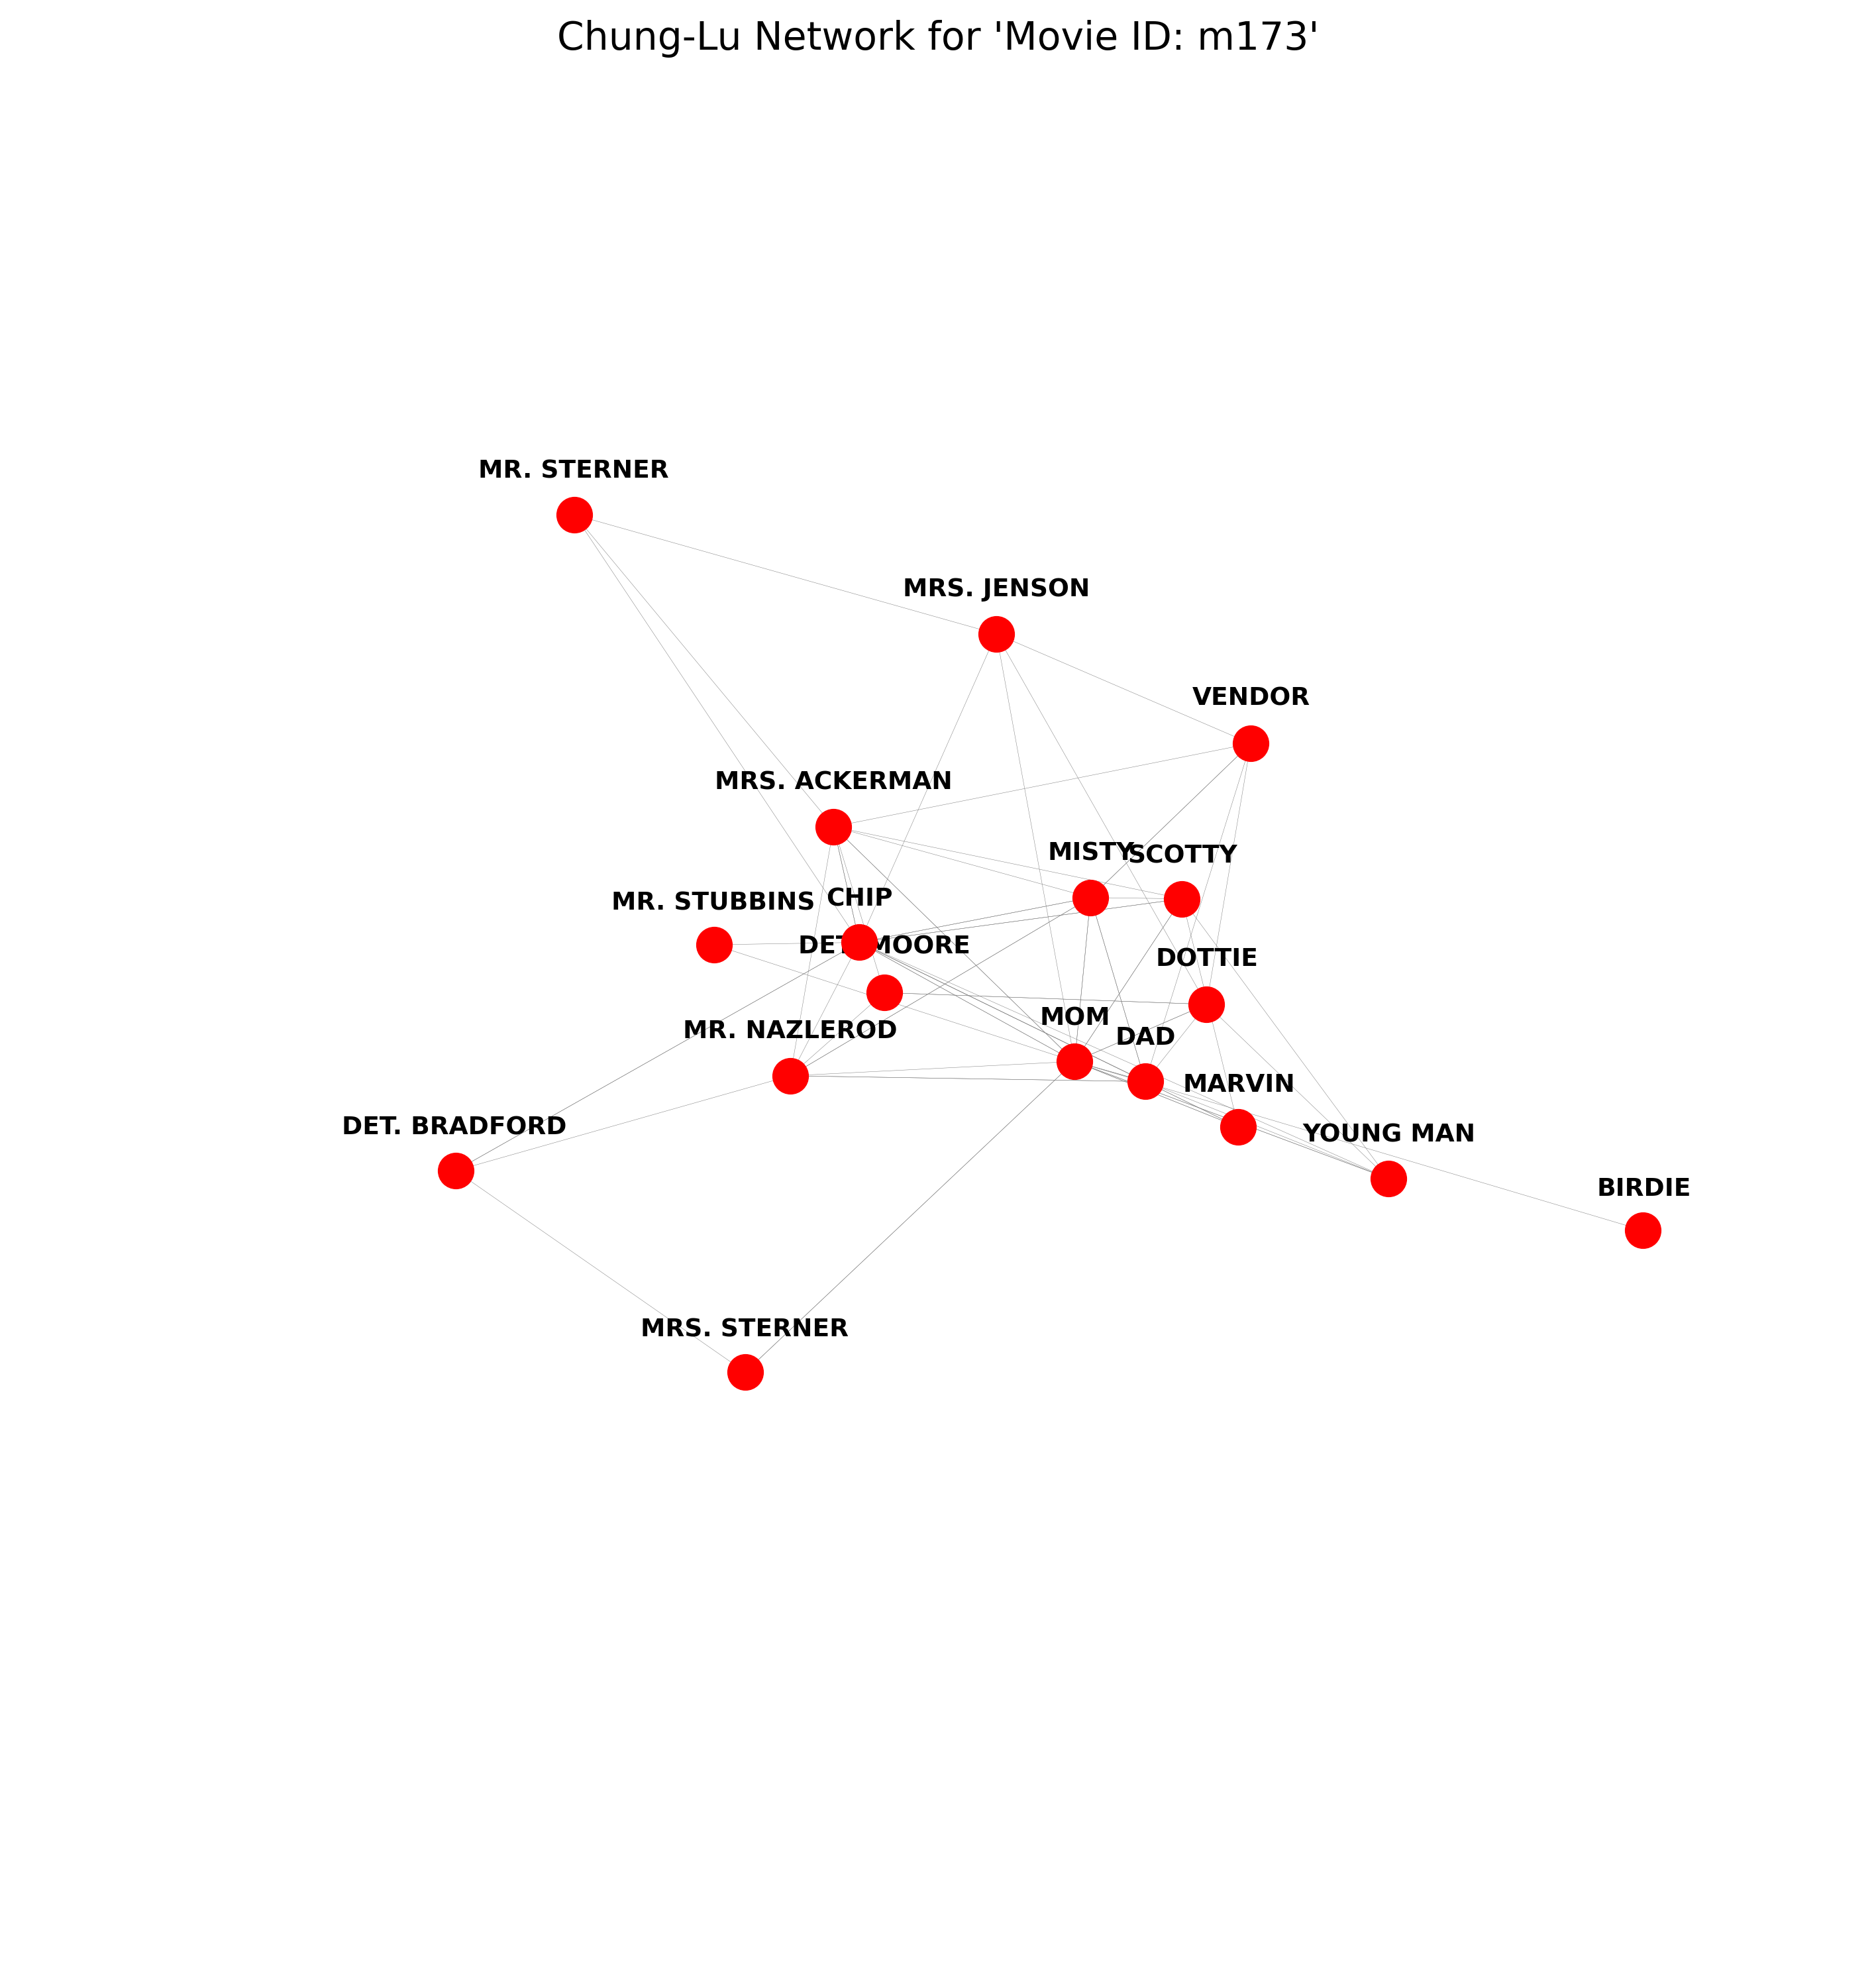 Chung-Lu Network for 'Movie ID: m173'
MR. STERNER
MRS. JENSON
VENDOR
MRS. ACKERMAN
MISTY
SCOTTY
CHIP
MR. STUBBINS
DET. MOORE
DOTTIE
MOM
MR. NAZLEROD
DAD
MARVIN
DET. BRADFORD
YOUNG MAN
BIRDIE
MRS. STERNER